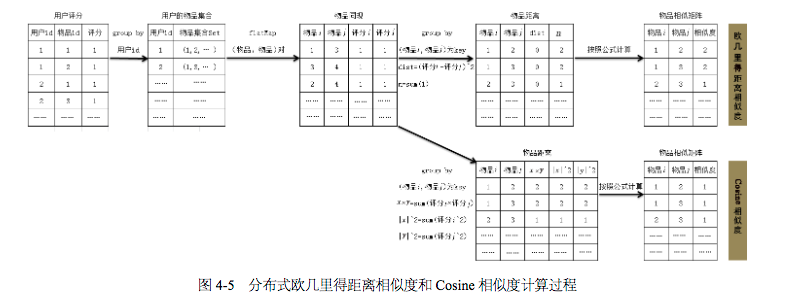 用户评分
用户id 物品id 评分
1 1 1
1 2 1
2 1 1
2 2 1
…… …… ……
group by
用户id
用户的物品集合
用户id 物品集合Set
1 (1,2,…)
2 (1,2,…)
…… ……
…… ……
…… ……
flatMap
(物品, 物品)对
物品同现
物品i 物品j 评分i 评分j
1 3 1 1
3 4 1 1
2 4 1 1
…… …… …… ……
…… …… …… ……
group by
(物品i, 物品j)为key
dist=(评分i-评分j)^2
n=sum(1)
物品距离
物品i 物品j dist n
1 2 0 2
1 3 0 2
2 3 0 1
…… …… …… ……
…… …… …… ……
按照公式计算
物品相似矩阵
物品i 物品j 相似度
1 2 2
1 3 2
2 3 1
…… …… ……
…… …… ……
欧几里得距离相似度
group by
(物品i, 物品j)为key
x*y=sum(评分i*评分j)
|x|^2=sum(评分i^2)
|y|^2=sum(评分j^2)
物品距离
物品i 物品j x*y |x|^2 |y|^2
1 2 2 2 2
1 3 2 2 2
2 3 1 1 1
…… …… …… …… ……
…… …… …… …… ……
按照公式计算
物品相似矩阵
物品i 物品j 相似度
1 2 1
1 3 1
2 3 1
…… …… ……
…… …… ……
Cosine相似度
图 4-5 分布式欧几里得距离相似度和 Cosine 相似度计算过程